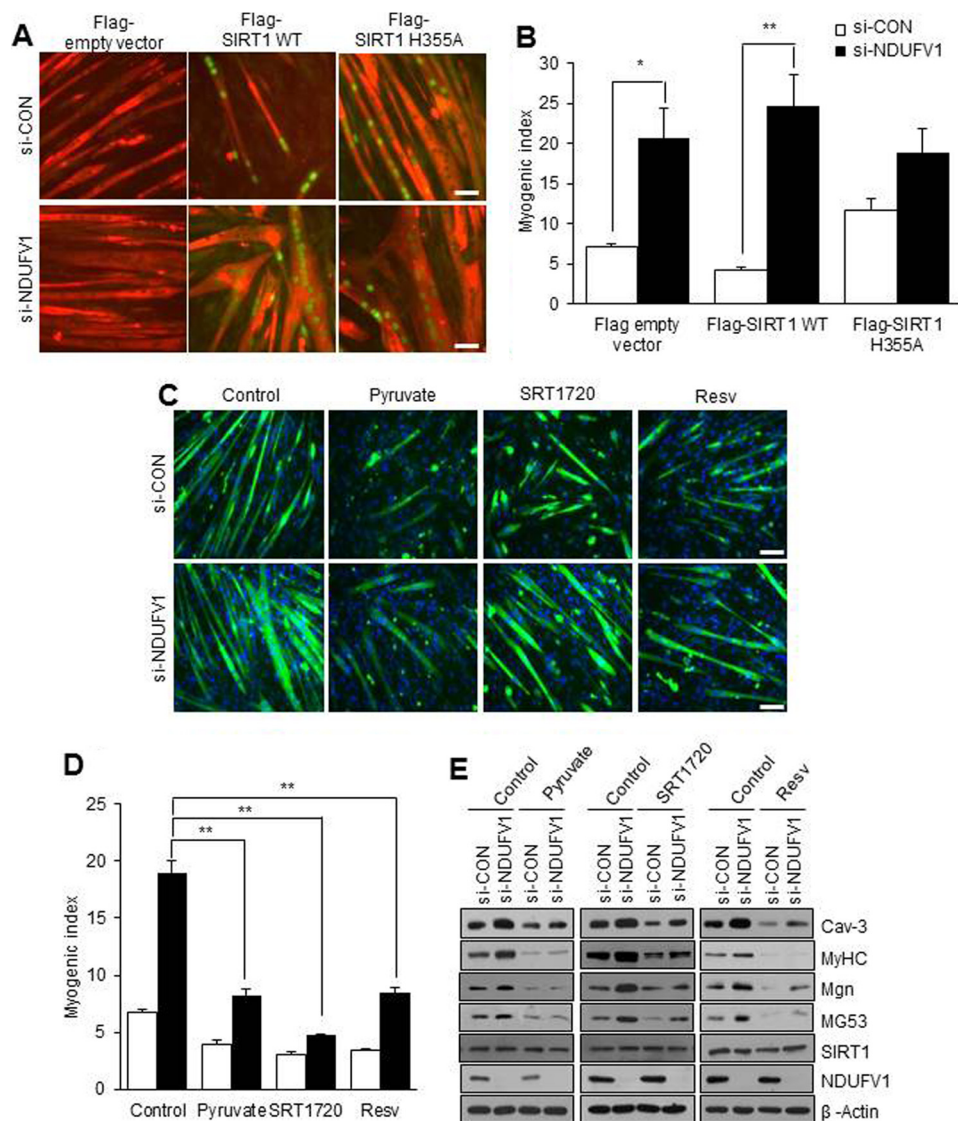 A
Flag-
empty vector
Flag-
SIRT1 WT
Flag-
SIRT1 H355A
si-CON
si-NDUFV1
B
si-CON
si-NDUFV1
Myogenic index
30
25
20
15
10
5
0
*
**
Flag empty
vector
Flag-SIRT1 WT
Flag-SIRT1
H355A
C
Control
Pyruvate
SRT1720
Resv
si-CON
si-NDUFV1
D
Myogenic index
25
20
15
10
5
0
**
**
**
Control
Pyruvate
SRT1720
Resv
E
Control
Pyruvate
Control
SRT1720
Control
Resv
si-CON
si-NDUFV1
si-CON
si-NDUFV1
si-CON
si-NDUFV1
si-CON
si-NDUFV1
si-CON
si-NDUFV1
si-CON
si-NDUFV1
Cav-3
MyHC
Mgn
MG53
SIRT1
NDUFV1
β-Actin